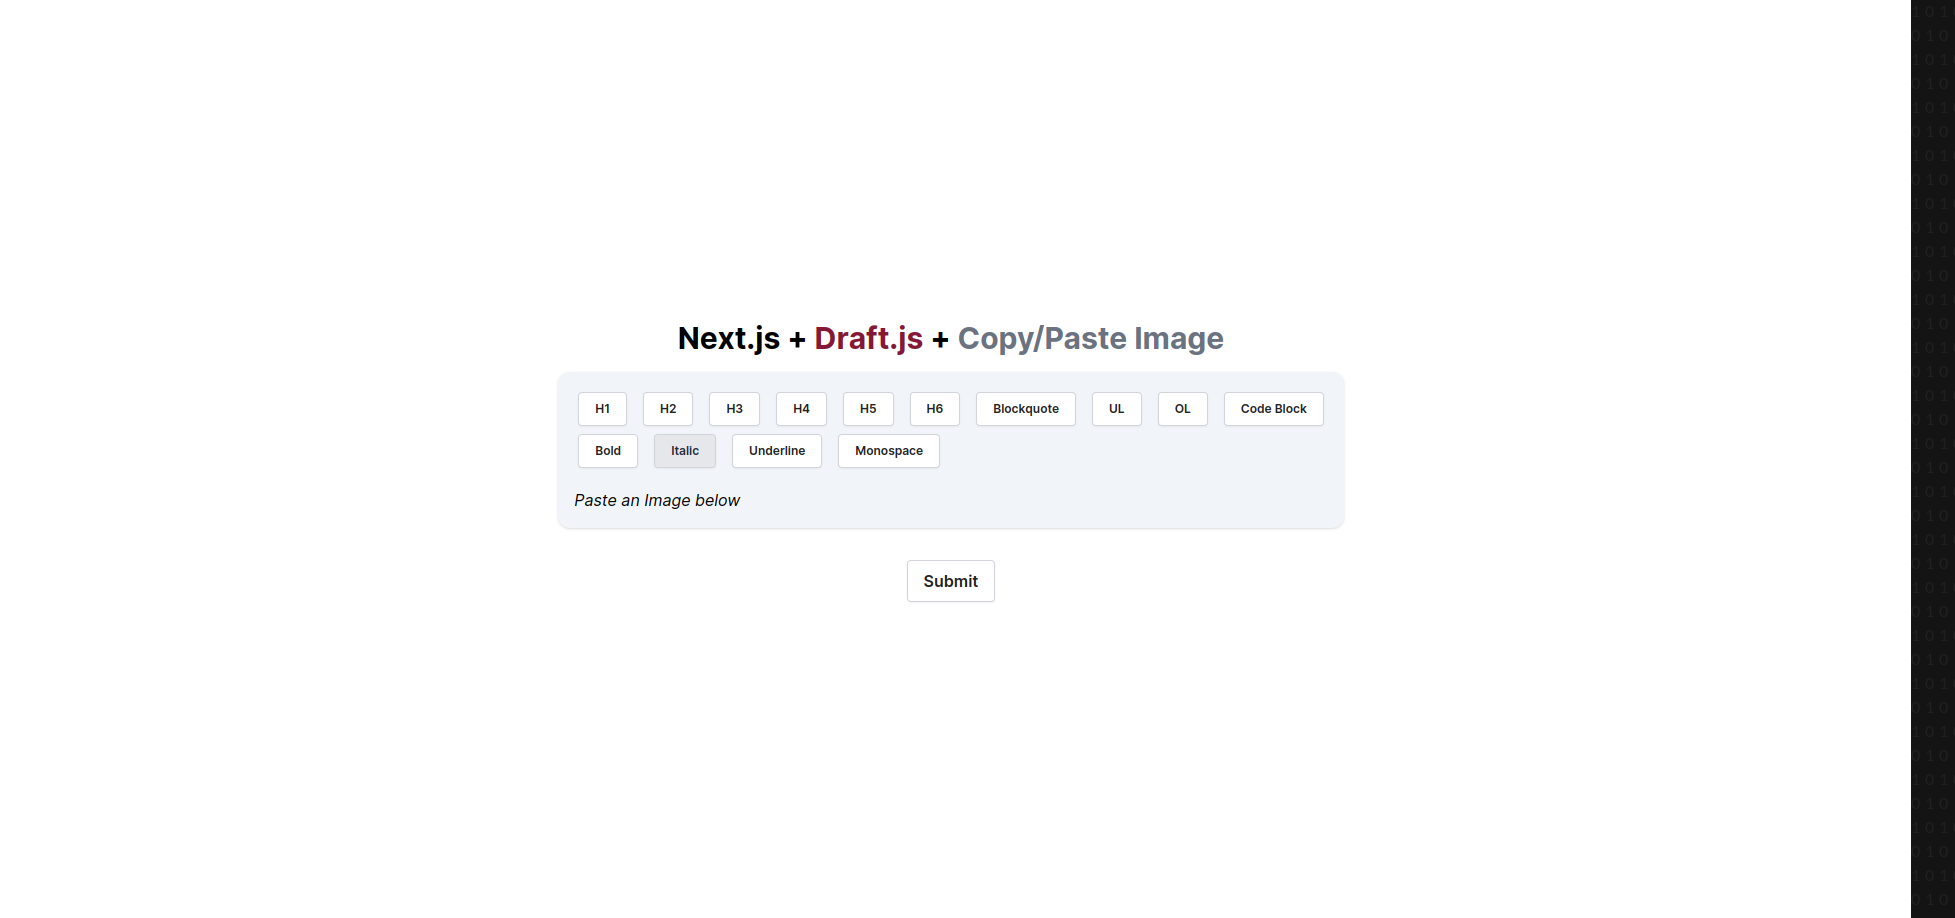 Next.js + Draft.js + Copy/Paste Image
H1 H2 H3 H4 H5 H6 Blockquote UL OL Code Block
Bold Italic Underline Monospace
Paste an Image below
Submit